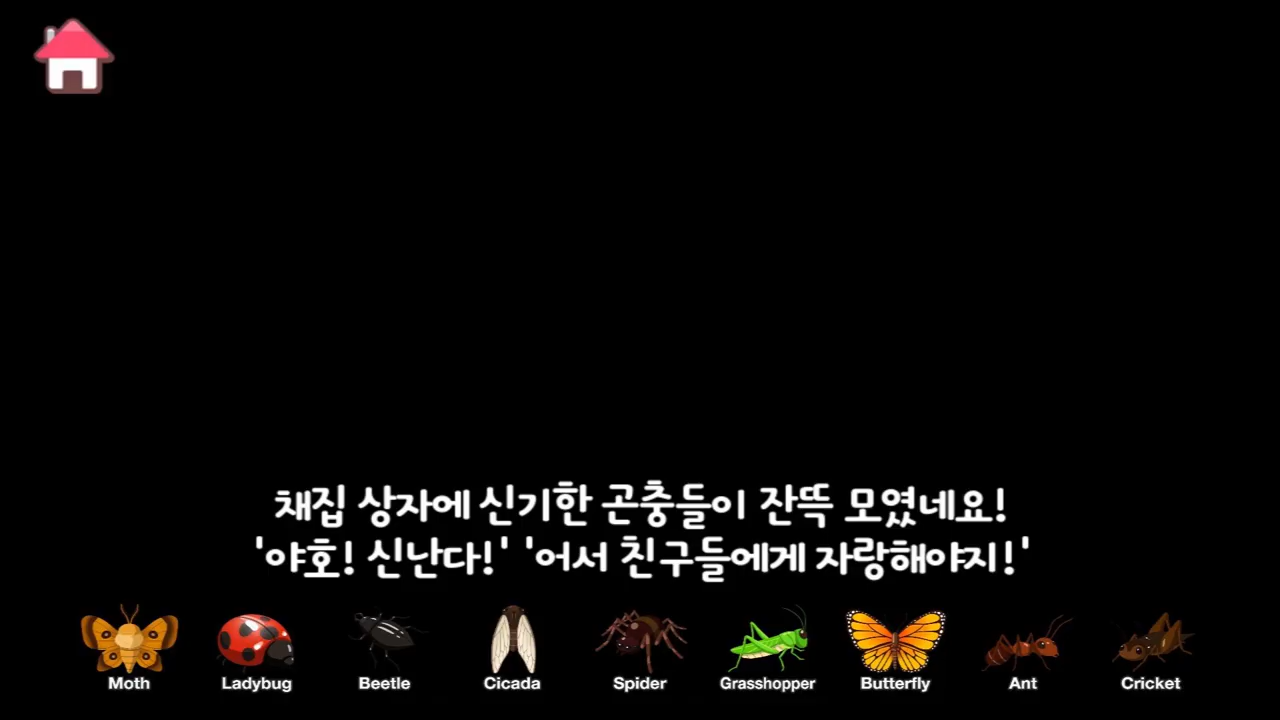 채집 상자에 신기한 곤충들이 잔뜩 모였네요!
'야호! 신난다!' '어서 친구들에게 자랑해야지!'
Moth Ladybug Beetle Cicada Spider Grasshopper Butterfly Ant Cricket